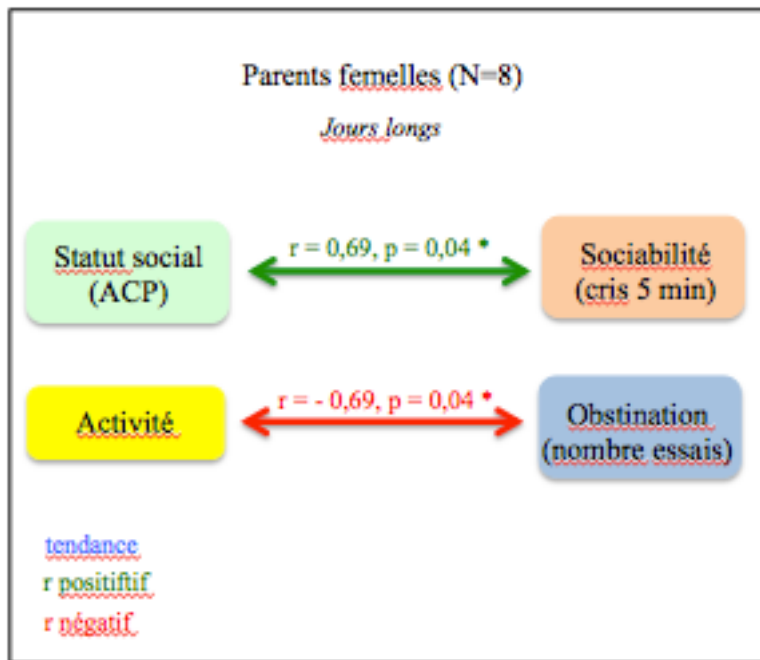 Parents femelles (N=8)
Jours longs
Statut social
(ACP)
r = 0,69, p = 0,04 *
Sociabilité
(cris 5 min)
Activité
r = - 0,69, p = 0,04 *
Obstination
(nombre essais)
tendance
r positiftif
r négatif